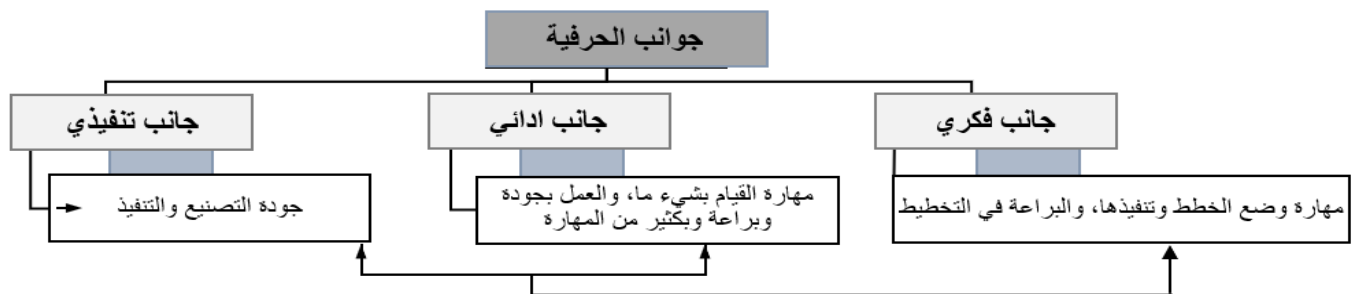 جوانب الحرفية
جانب فكري
جانب ادائي
جانب تنفيذي
مهارة وضع الخطط وتنفيذها، والبراعة في التخطيط
مهارة القيام بشيء ما، والعمل بجودة
وبراعة وبكثير من المهارة
جودة التصنيع والتنفيذ